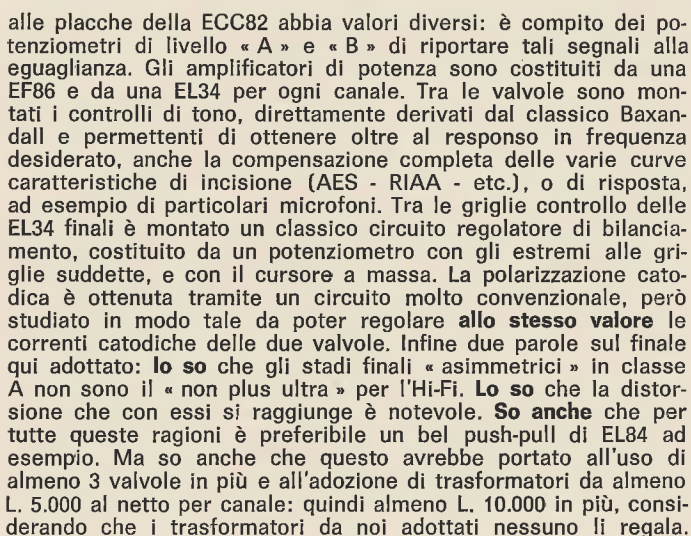 alle placche della ECC82 abbia valori diversi: è compito dei po-
tenziometri di livello « A » e « B » di riportare tali segnali alla
eguaglianza. Gli amplificatori di potenza sono costituiti da una
EF86 e da una EL34 per ogni canale. Tra le valvole sono mon-
tati i controlli di tono, direttamente derivati dal classico Baxan-
dall e permettenti di ottenere oltre al responso in frequenza
desiderato, anche la compensazione completa delle varie curve
caratteristiche di incisione (AES - RIAA - etc.), o di risposta,
ad esempio di particolari microfoni. Tra le griglie controllo delle
EL34 finali è montato un classico circuito regolatore di bilancia-
mento, costituito da un potenziometro con gli estremi alle gri-
glie suddette, e con il cursore a massa. La polarizzazione cato-
dica è ottenuta tramite un circuito molto convenzionale, però
studiato in modo tale da poter regolare allo stesso valore le
correnti catodiche delle due valvole. Infine due parole sul finale
qui adottato: lo so che gli stadi finali « asimmetrici » in classe
A non sono il « non plus ultra » per l'Hi-Fi. Lo so che la distor-
sione che con essi si raggiunge è notevole. So anche che per
tutte queste ragioni è preferibile un bel push-pull di EL84 ad
esempio. Ma so anche che questo avrebbe portato all'uso di
almeno 3 valvole in più e all'adozione di trasformatori da almeno
L. 5.000 al netto per canale: quindi almeno L. 10.000 in più, consi-
derando che i trasformatori da noi adottati nessuno li regala.